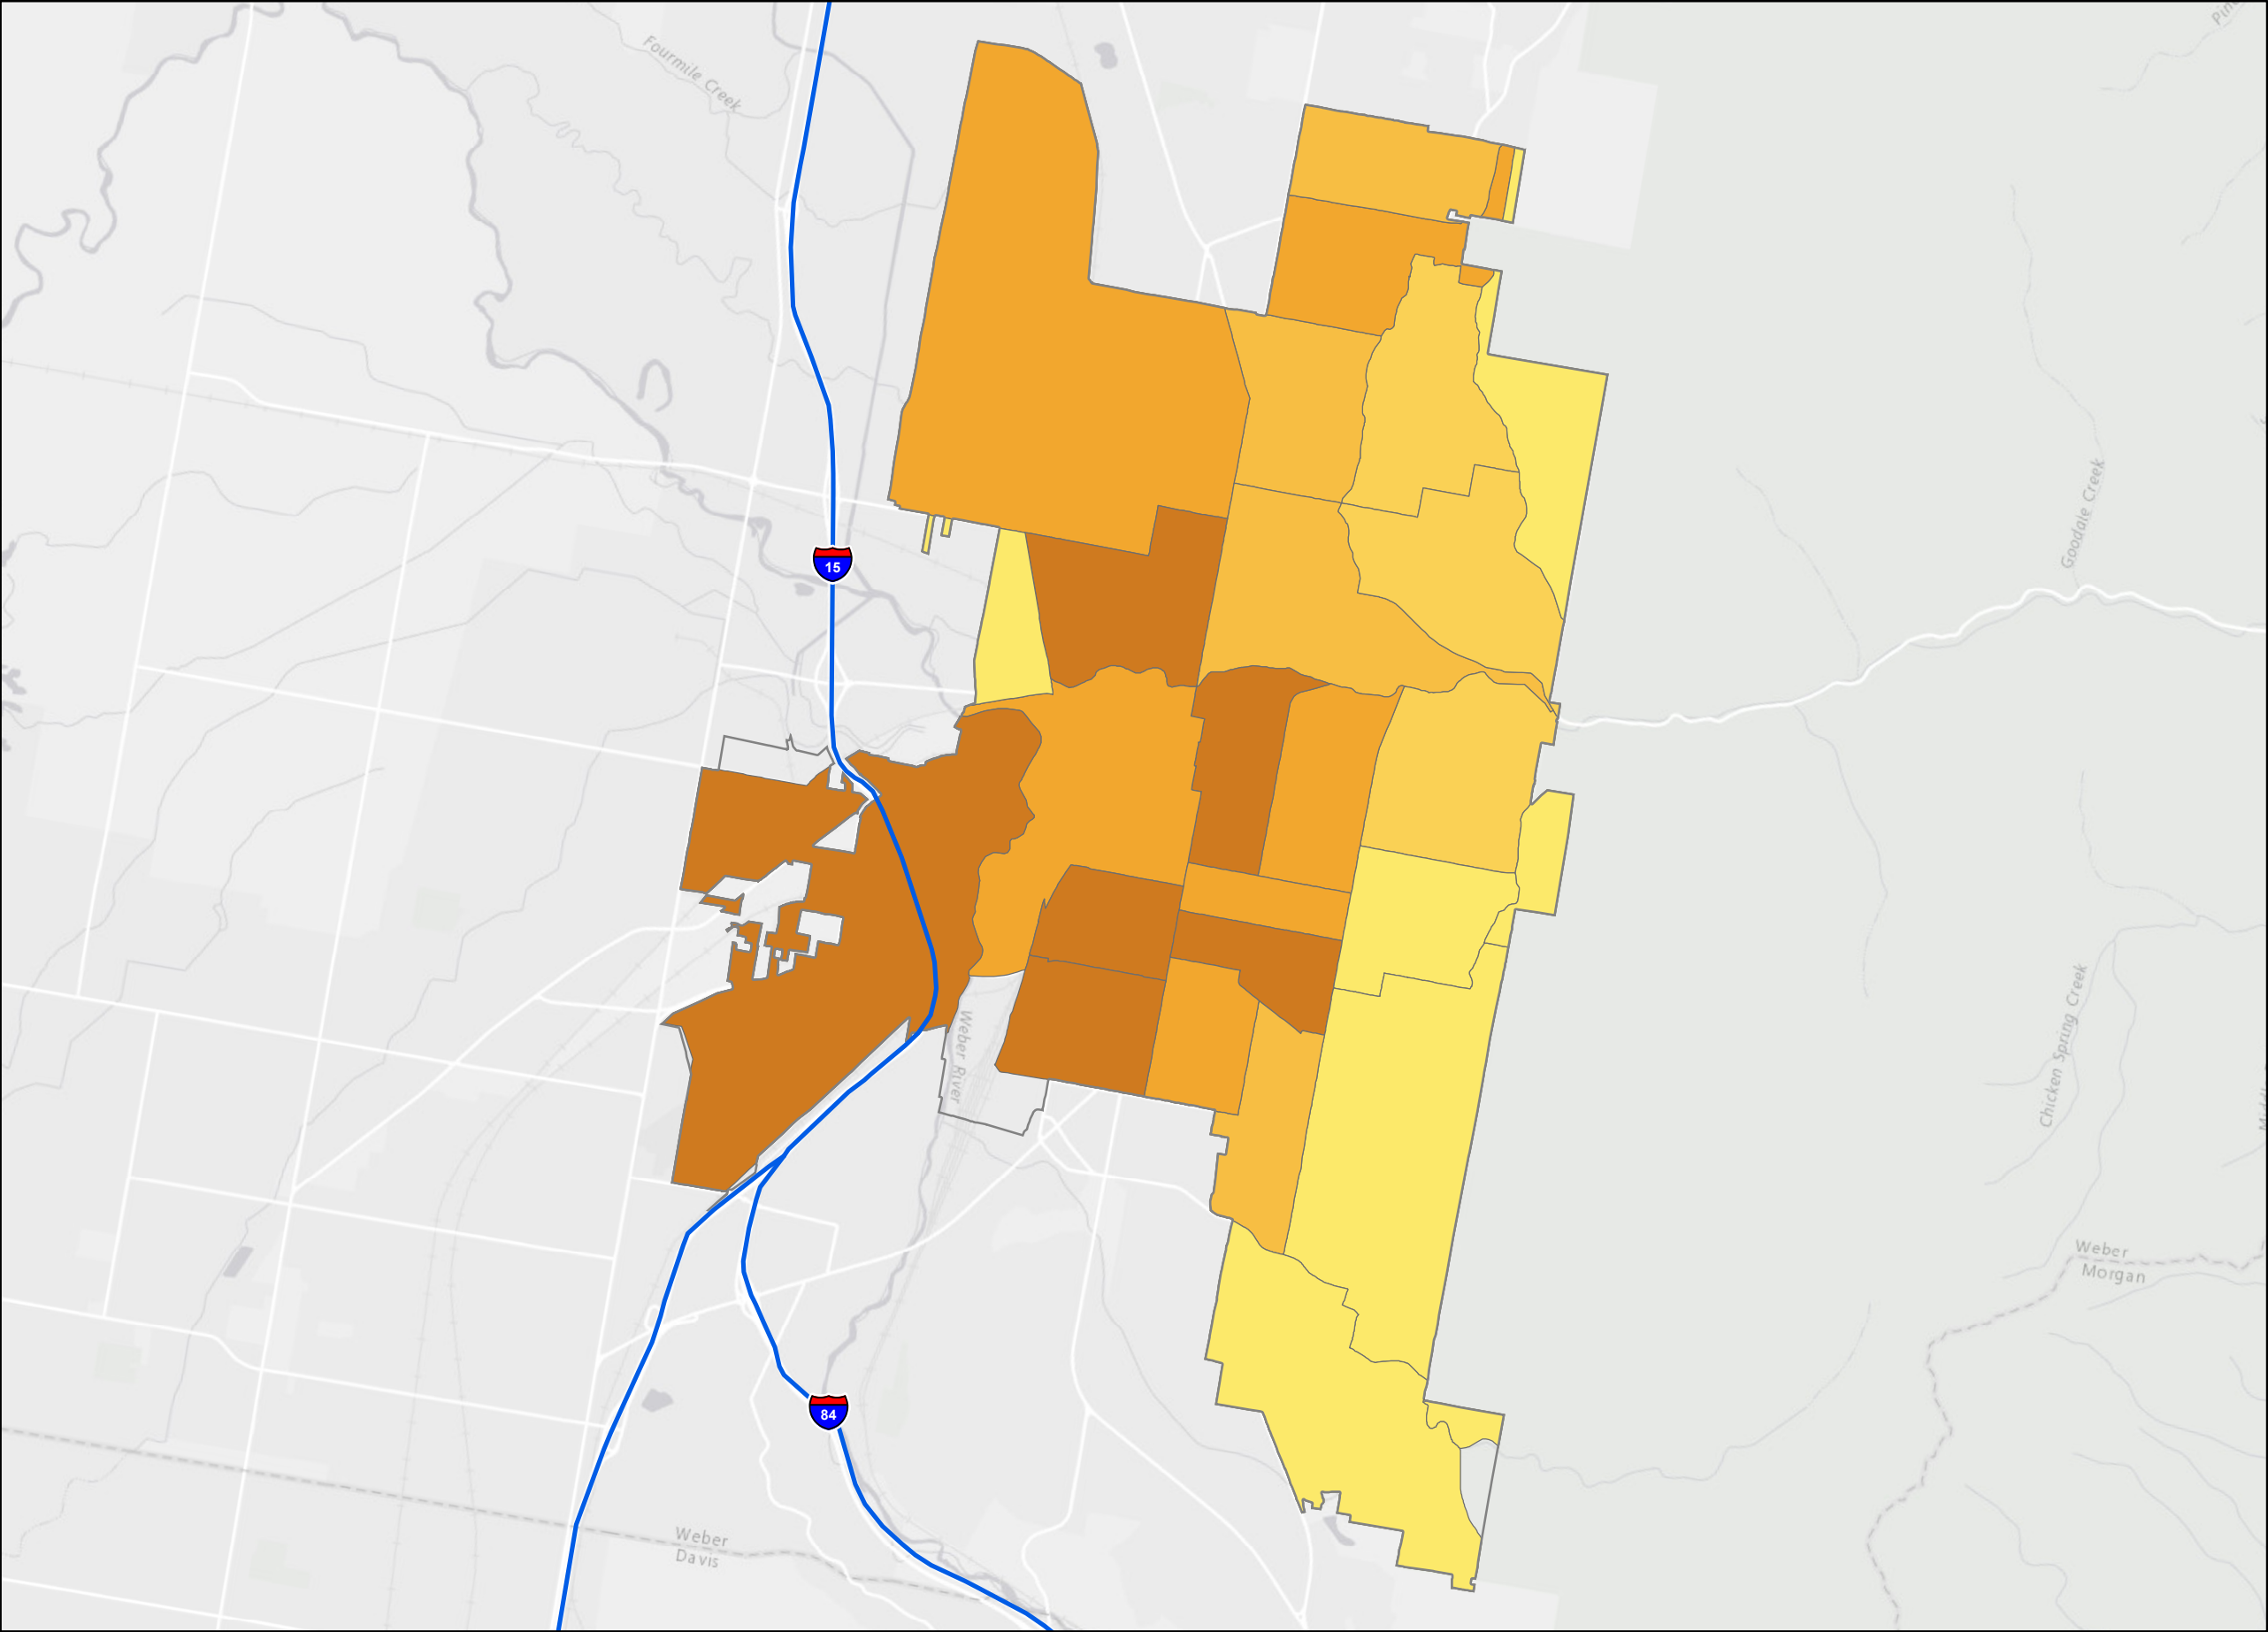 Fourmile Creek
15
Goodale Creek
Weber River
Chicken Spring Creek
Weber
Morgan
84
Weber
Davis